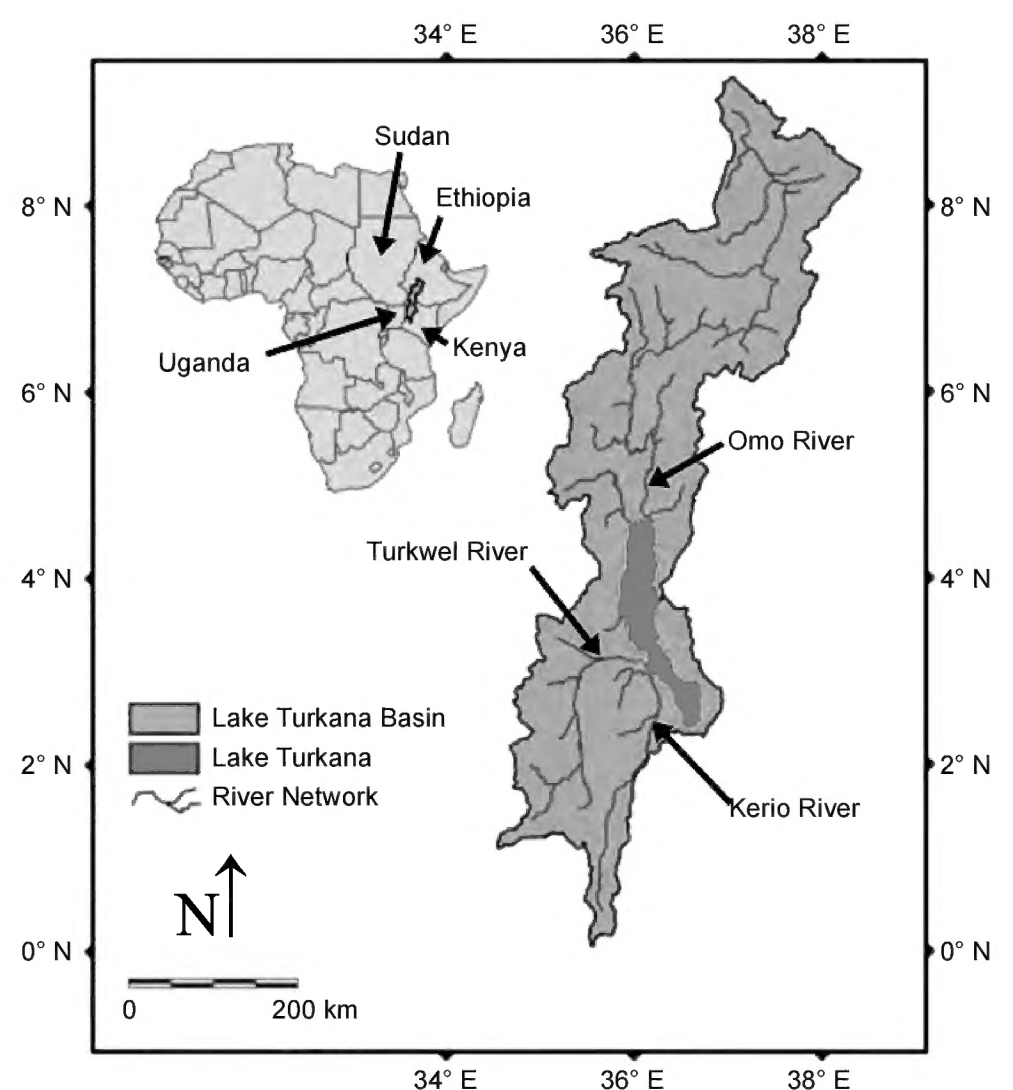 34° E 36° E 38° E
Sudan
Ethiopia
8° N 8° N
Uganda
Kenya
6° N 6° N
Omo River
Turkwel River
4° N 4° N
Lake Turkana Basin
Lake Turkana
2° N 2° N
River Network
Kerio River
N
0° N 0° N
0 200 km
34° E 36° E 38° E